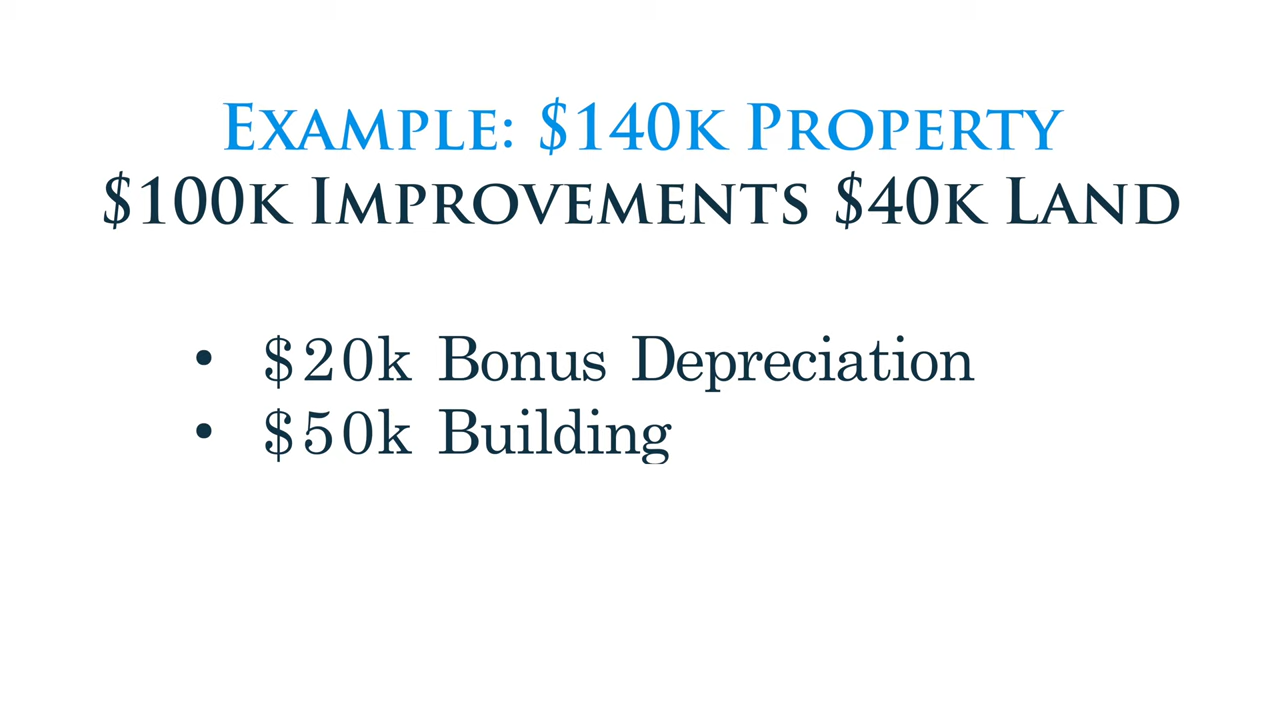 Example: $140k Property
$100k Improvements $40k Land
• $20k Bonus Depreciation
• $50k Building